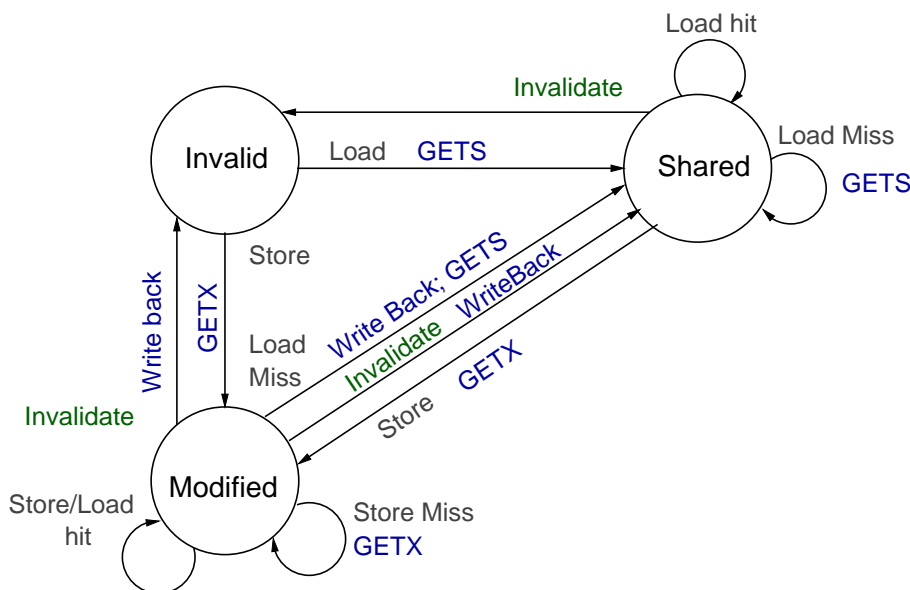 Load hit
Invalidate
Invalid
Load GETS
Shared
Load Miss
GETS
Store
Write back
GETX
Write Back; GETS
Invalidate WriteBack
Store GETX
Load
Miss
Invalidate
Modified
Store/Load
hit
Store Miss
GETX